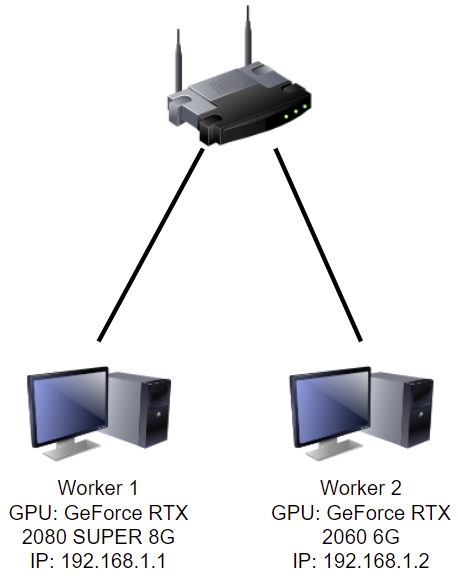 Worker 1
GPU: GeForce RTX
2080 SUPER 8G
IP: 192.168.1.1
Worker 2
GPU: GeForce RTX
2060 6G
IP: 192.168.1.2